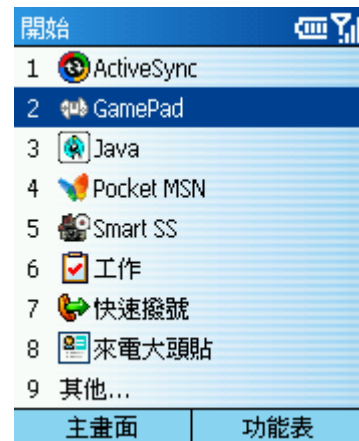 開始
1 ActiveSync
2 GamePad
3 Java
4 Pocket MSN
5 Smart SS
6 工作
7 快速撥號
8 來電大頭貼
9 其他...
主畫面 功能表